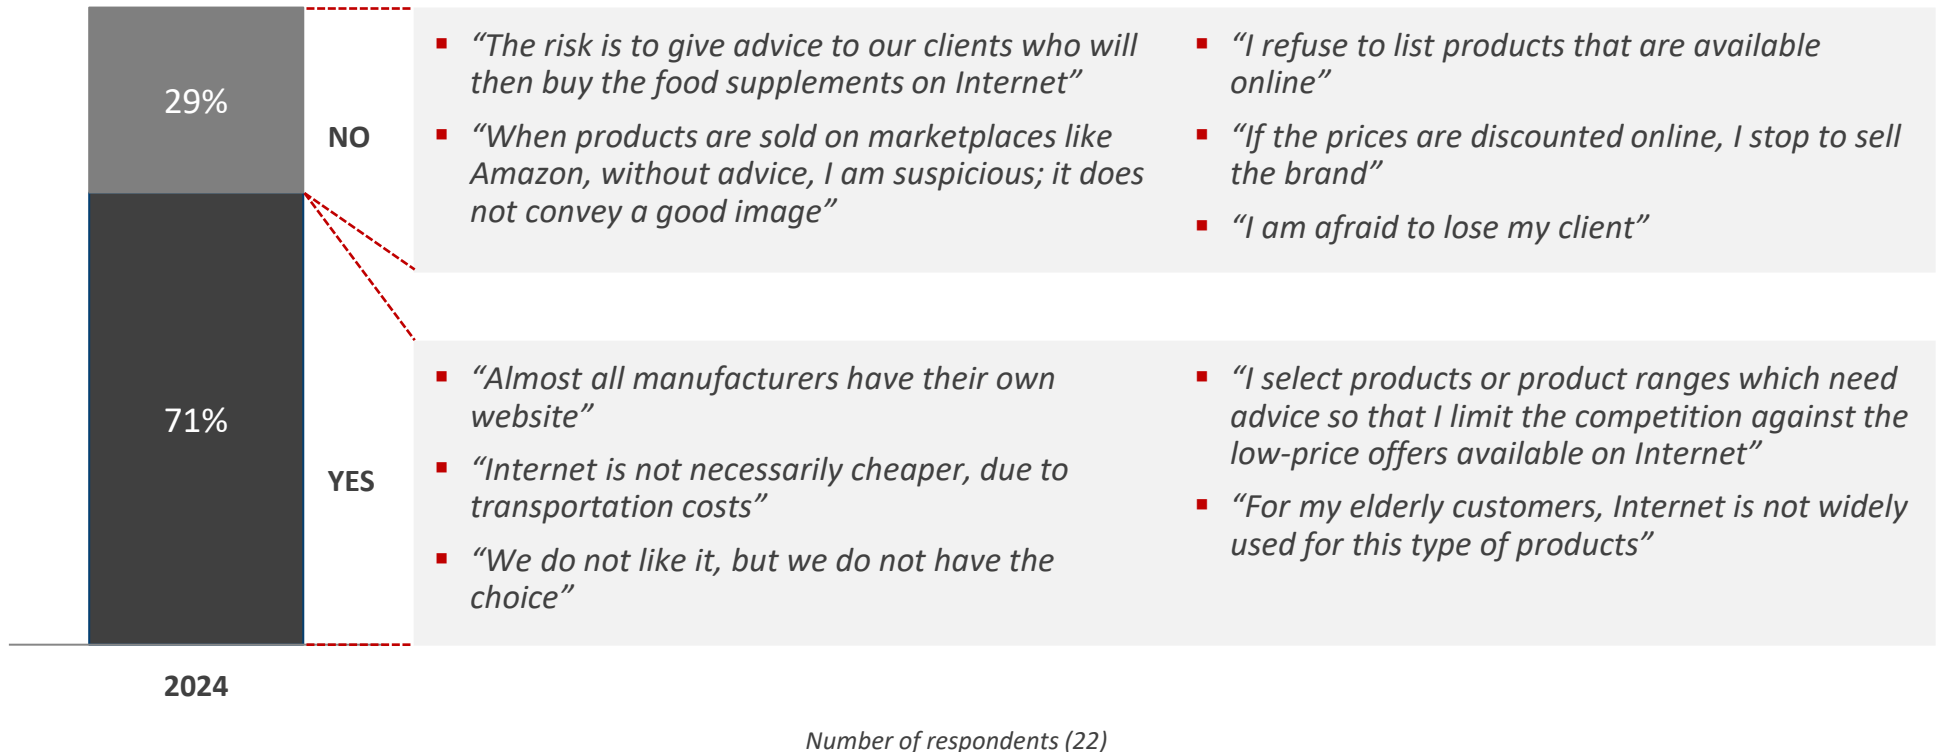 29%
NO
“The risk is to give advice to our clients who will
then buy the food supplements on Internet”
“When products are sold on marketplaces like
Amazon, without advice, I am suspicious; it does
not convey a good image”
“I refuse to list products that are available
online”
“If the prices are discounted online, I stop to sell
the brand”
“I am afraid to lose my client”
71%
YES
“Almost all manufacturers have their own
website”
“Internet is not necessarily cheaper, due to
transportation costs”
“We do not like it, but we do not have the
choice”
“I select products or product ranges which need
advice so that I limit the competition against the
low-price offers available on Internet”
“For my elderly customers, Internet is not widely
used for this type of products”
2024
Number of respondents (22)